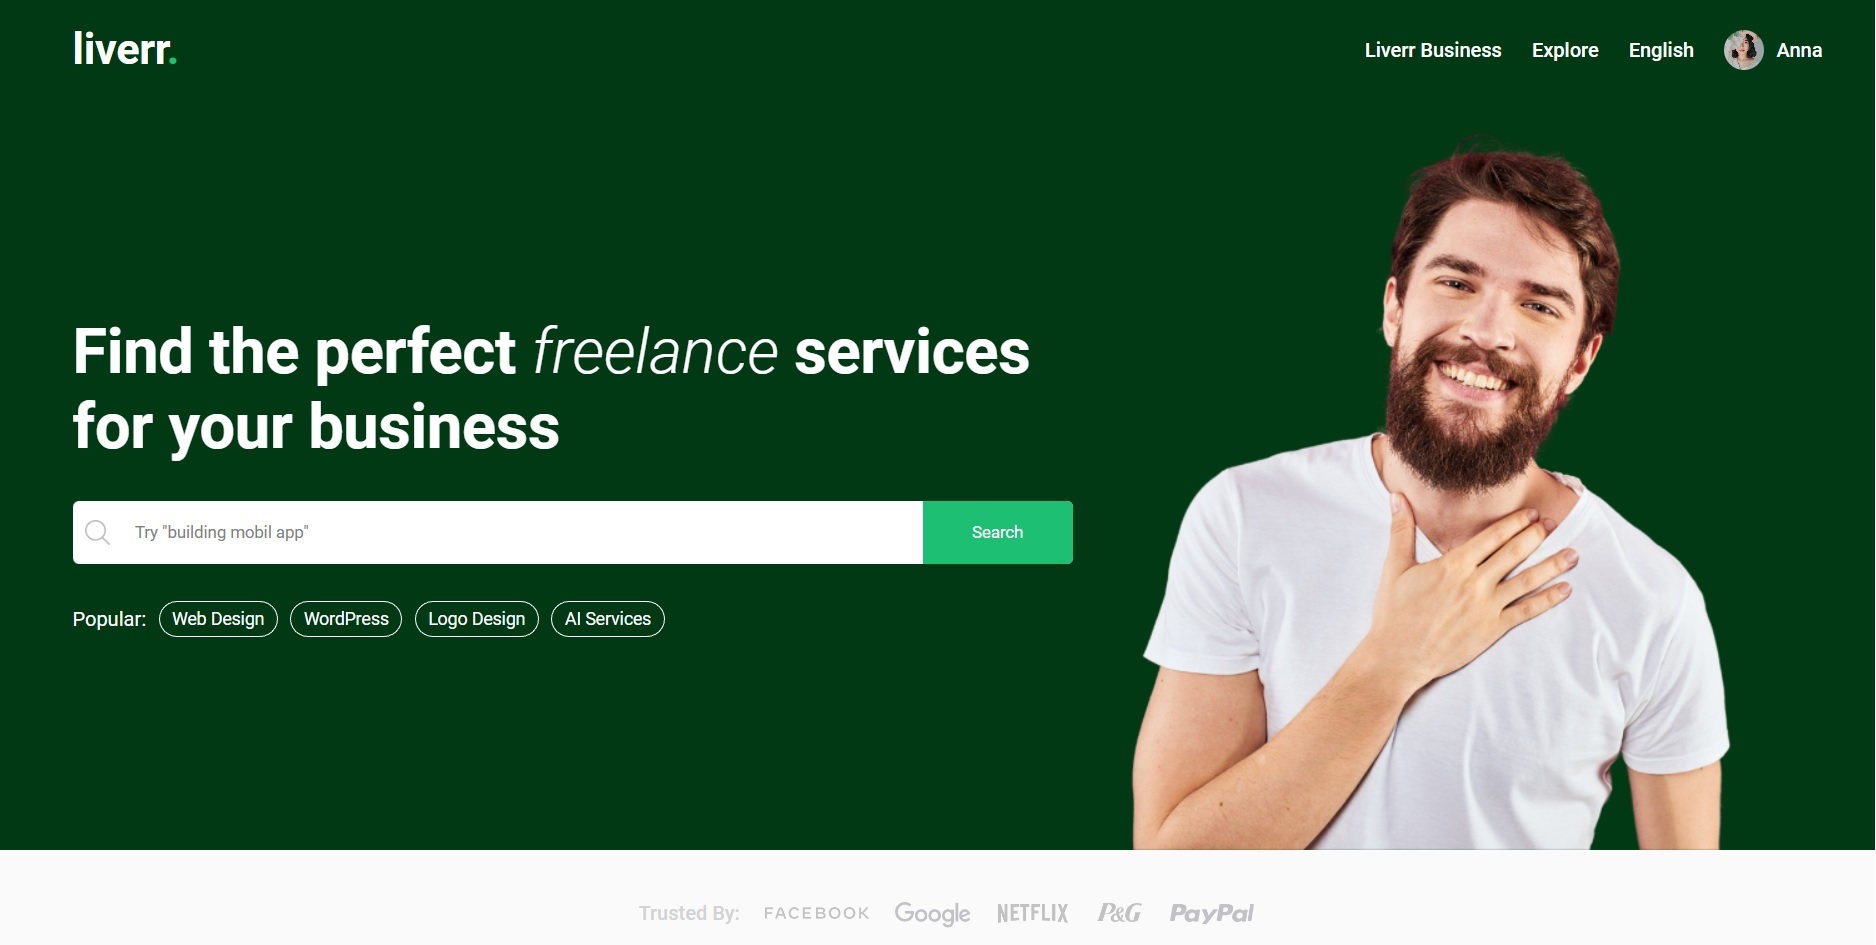 liverr.
Liverr Business Explore English Anna
Find the perfect freelance services
for your business
Try "building mobil app"
Search
Popular: Web Design WordPress Logo Design AI Services
Trusted By: FACEBOOK Google NETFLIX P&G PayPal